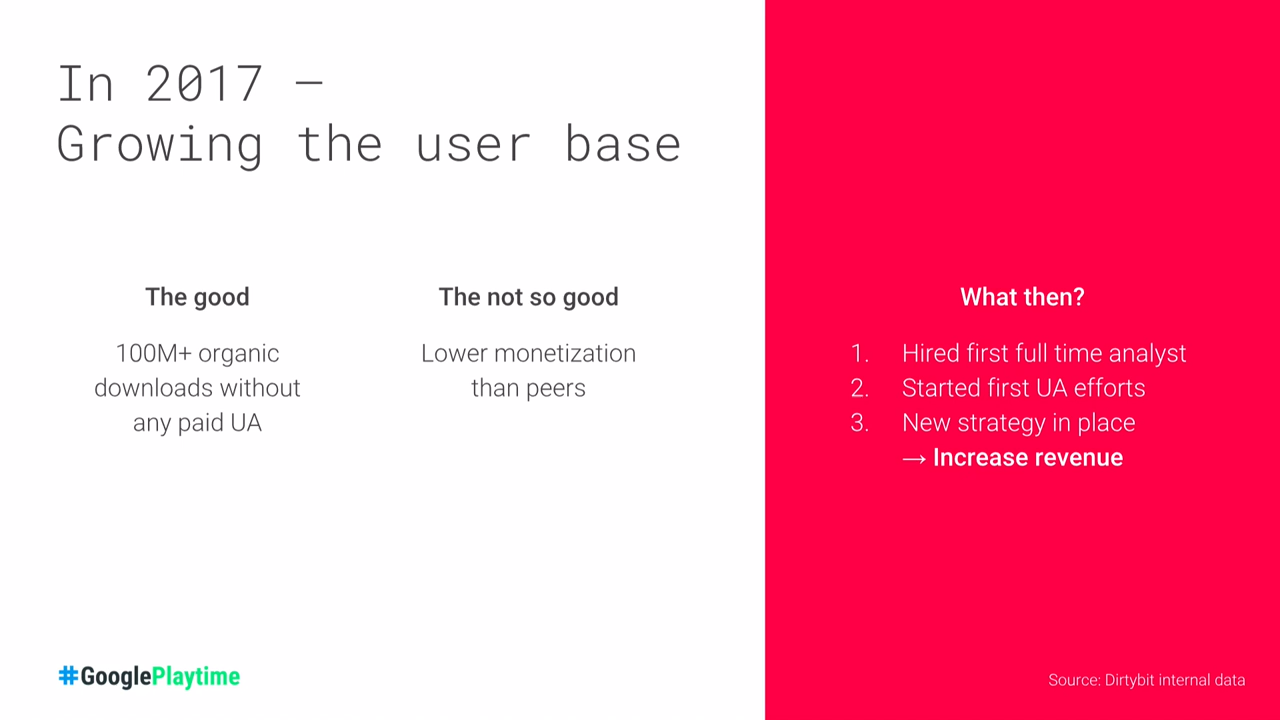 In 2017 –
Growing the user base
The good
100M+ organic
downloads without
any paid UA
The not so good
Lower monetization
than peers
What then?
1. Hired first full time analyst
2. Started first UA efforts
3. New strategy in place
→ Increase revenue
#GooglePlaytime
Source: Dirtybit internal data